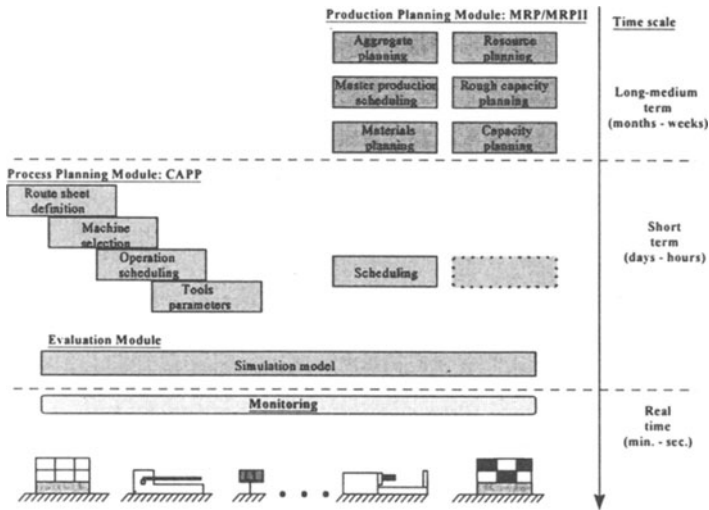 Production Planning Module: MRP/MRPII
Time scale
Aggregate
planning
Resource
planning
Master production
scheduling
Rough capacity
planning
Long-medium
term
(months - weeks)
Materials
planning
Capacity
planning
Process Planning Module: CAPP
Route sheet
definition
Machine
selection
Operation
scheduling
Tools
parameters
Scheduling
Short
term
(days - hours)
Evaluation Module
Simulation model
Monitoring
Real
time
(min. - sec.)